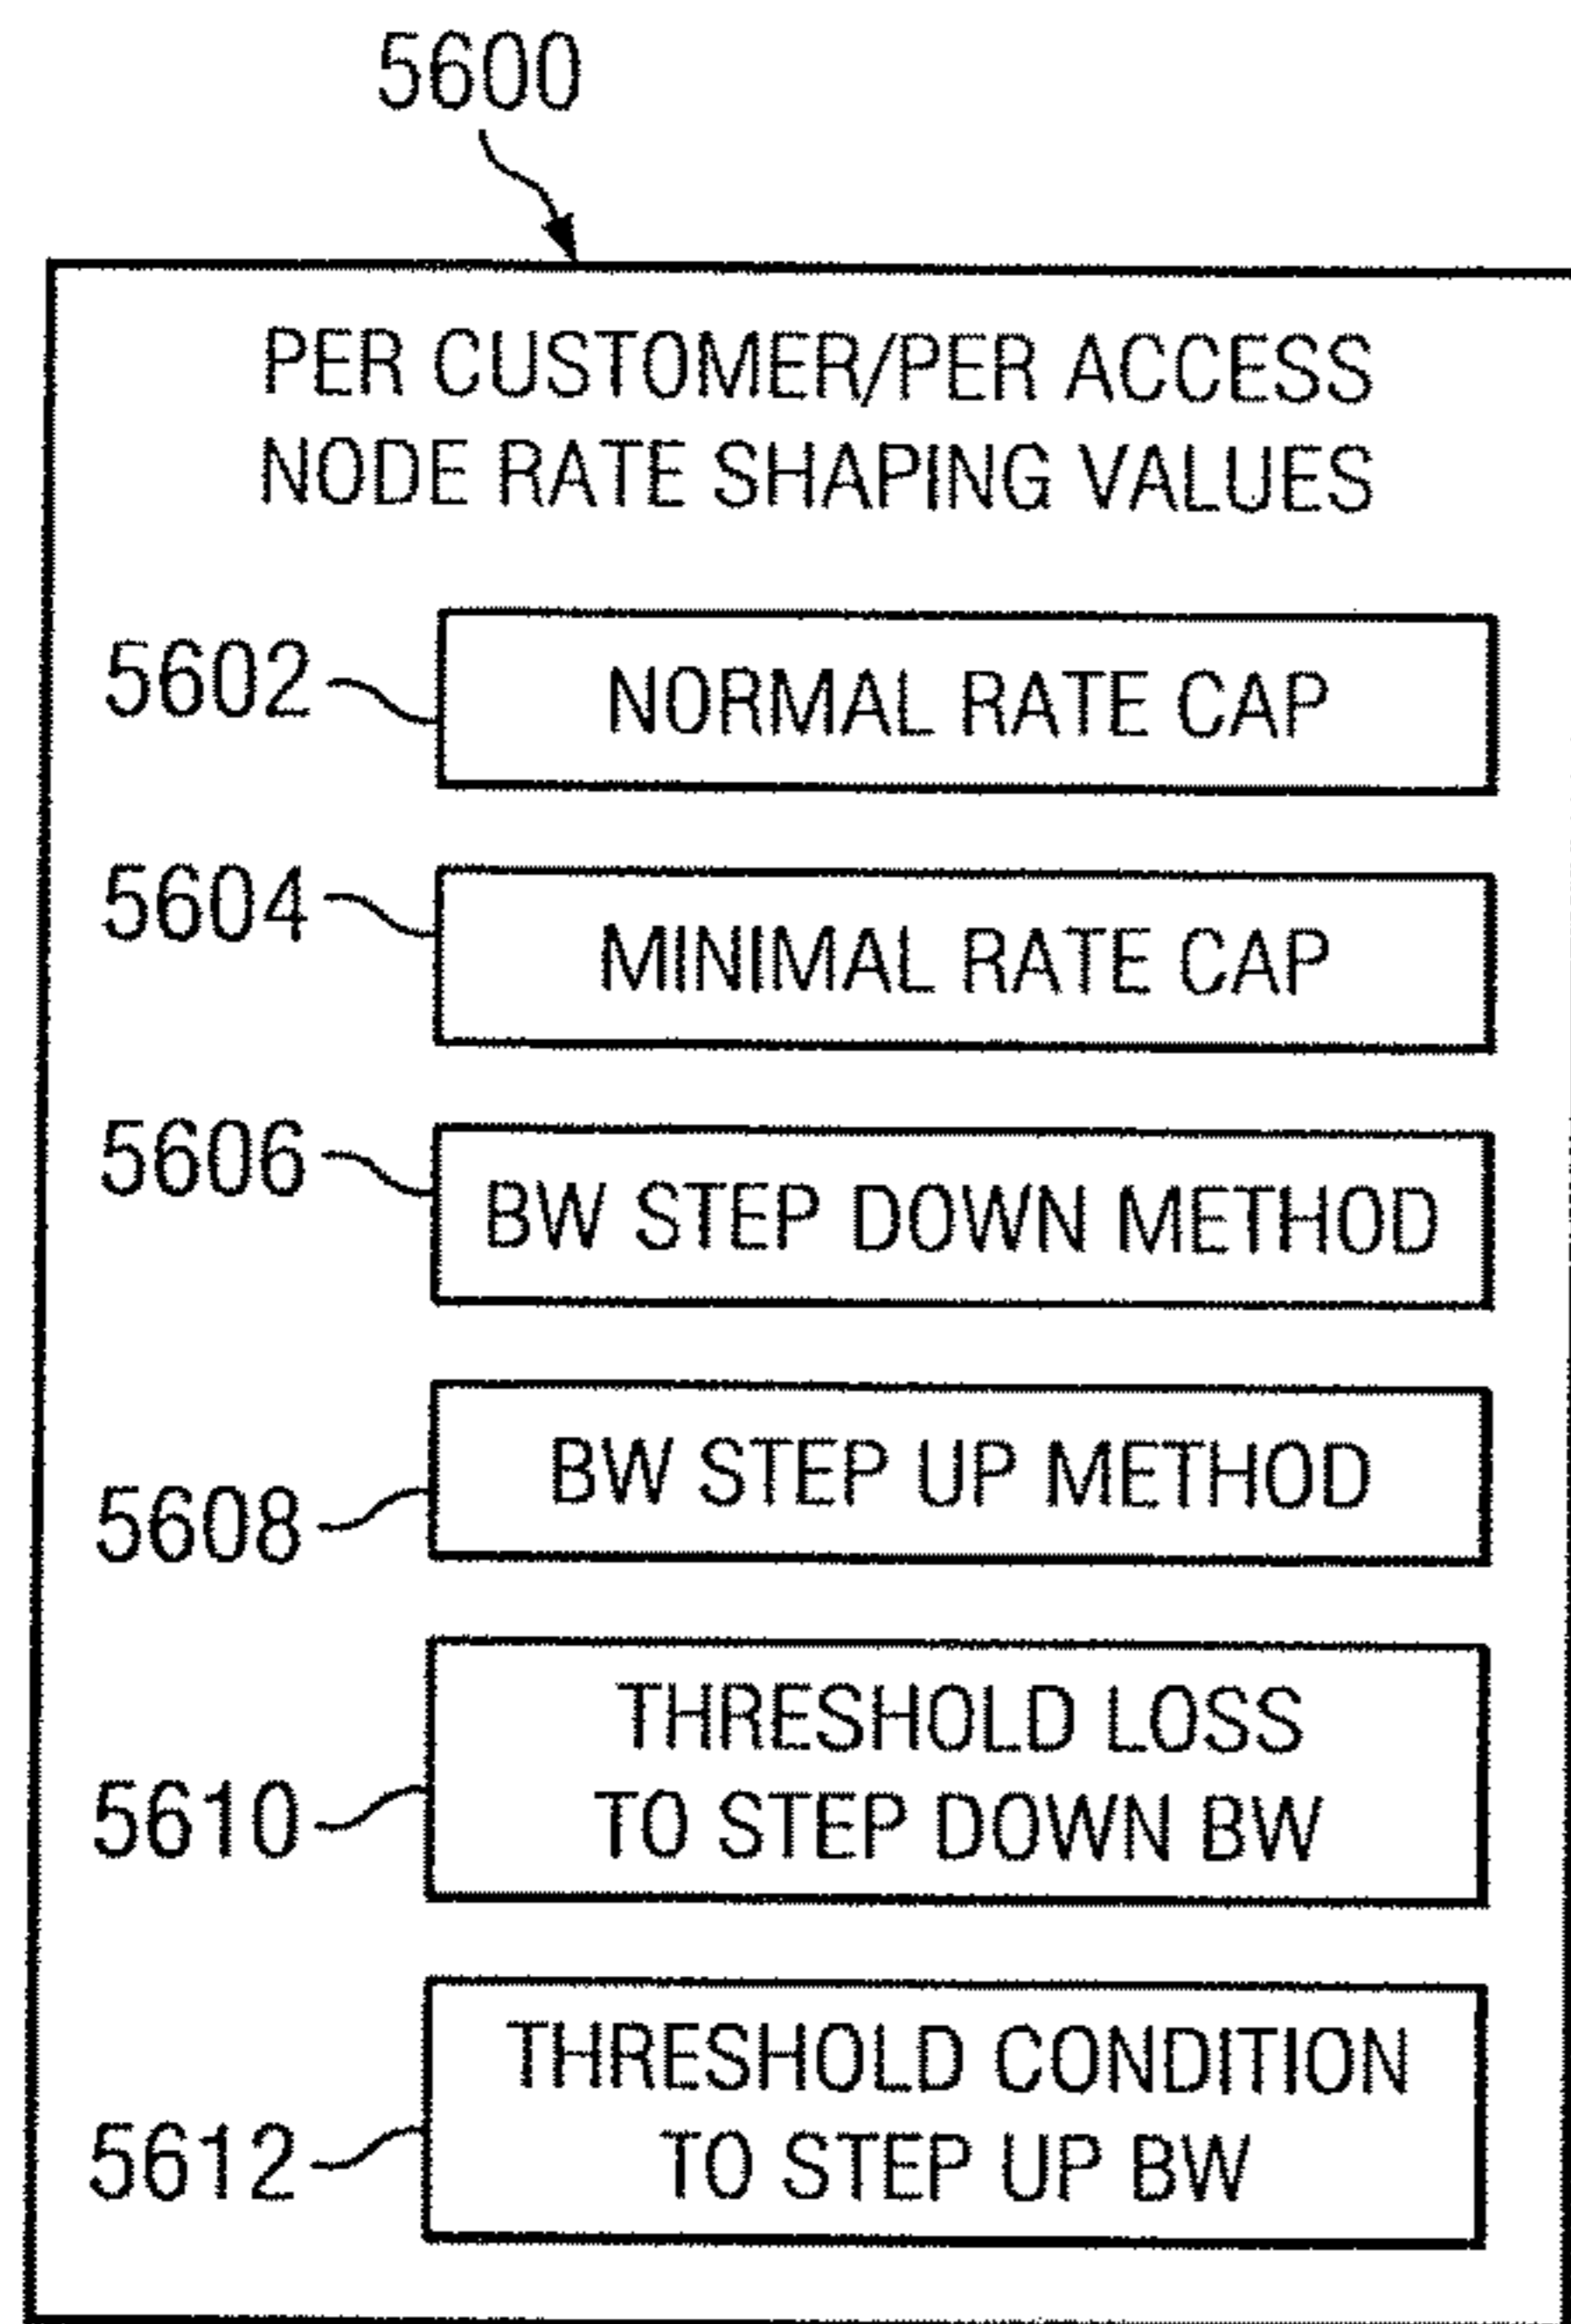 5600
PER CUSTOMER/PER ACCESS
NODE RATE SHAPING VALUES
5602
NORMAL RATE CAP
5604
MINIMAL RATE CAP
5606
BW STEP DOWN METHOD
5608
BW STEP UP METHOD
5610
THRESHOLD LOSS
TO STEP DOWN BW
5612
THRESHOLD CONDITION
TO STEP UP BW